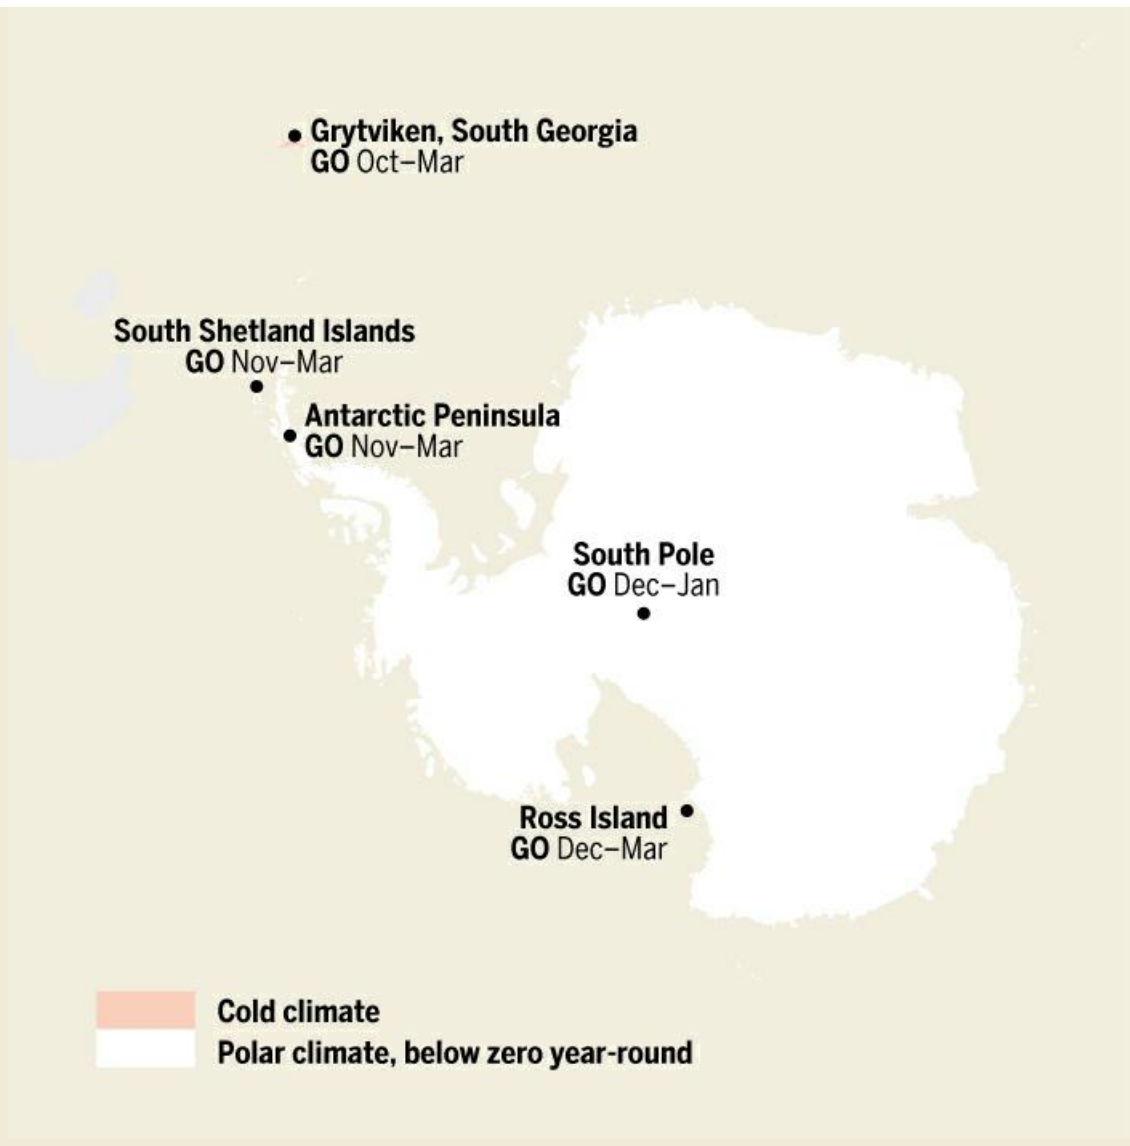 Grytviken, South Georgia
GO Oct–Mar
South Shetland Islands
GO Nov–Mar
Antarctic Peninsula
GO Nov–Mar
South Pole
GO Dec–Jan
Ross Island
GO Dec–Mar
Cold climate
Polar climate, below zero year-round